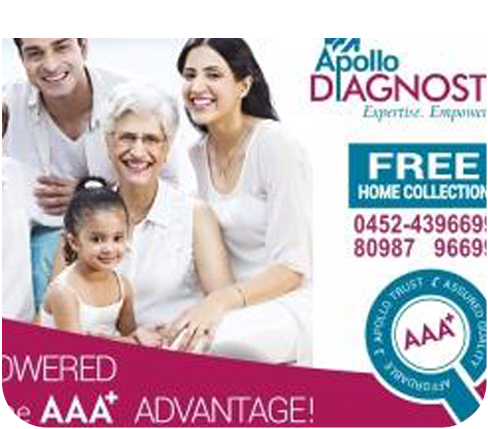 Apollo
DIAGNOST
Expertise. Empowe
FREE
HOME COLLECTION
0452-439669
80987 9669
APOLLO TRUST
ASSURED QUALITY
AFFORDABLE
AAA+
OWERED
e AAA+ ADVANTAGE!